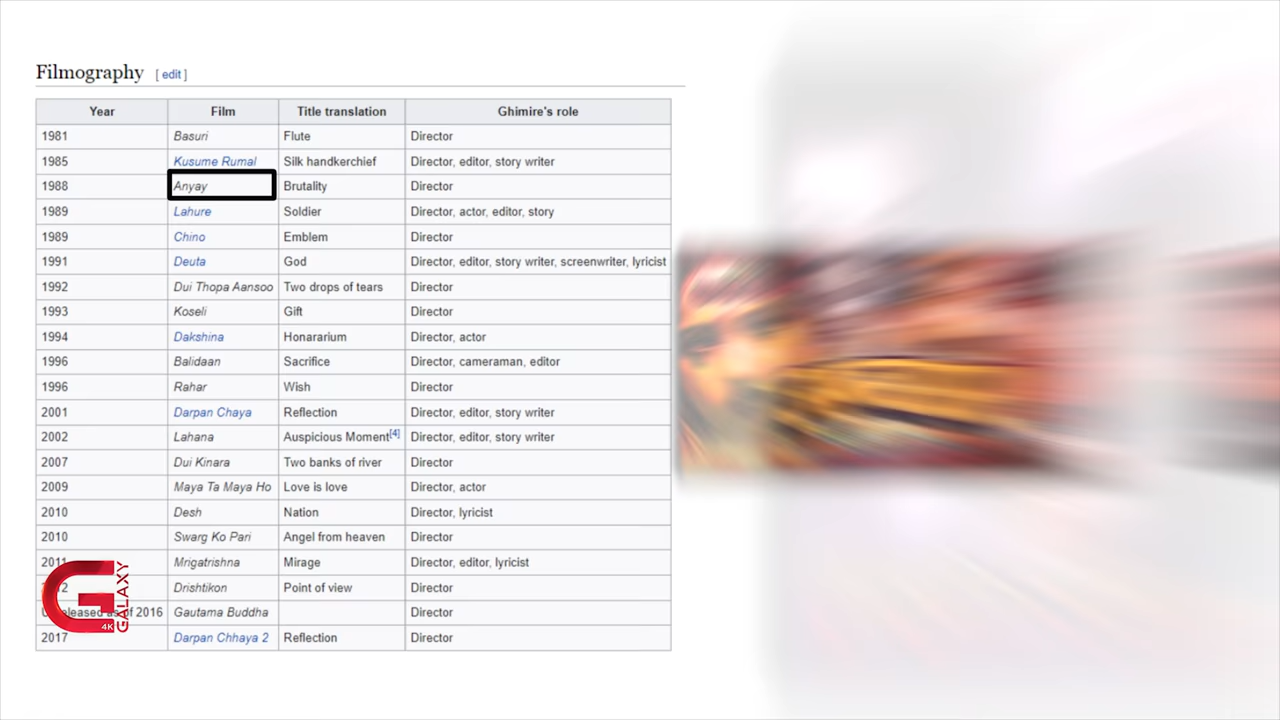 Filmography [ edit ]
Year Film Title translation Ghimire's role
1981 Basuri Flute Director
1985 Kusume Rumal Silk handkerchief Director, editor, story writer
1988 Anyay Brutality Director
1989 Lahure Soldier Director, actor, editor, story
1989 Chino Emblem Director
1991 Deuta God Director, editor, story writer, screenwriter, lyricist
1992 Dui Thopa Aansoo Two drops of tears Director
1993 Koseli Gift Director
1994 Dakshina Honararium Director, actor
1996 Balidaan Sacrifice Director, cameraman, editor
1996 Rahar Wish Director
2001 Darpan Chaya Reflection Director, editor, story writer
2002 Lahana Auspicious Moment[4] Director, editor, story writer
2007 Dui Kinara Two banks of river Director
2009 Maya Ta Maya Ho Love is love Director, actor
2010 Desh Nation Director, lyricist
2010 Swarg Ko Pari Angel from heaven Director
2011 Mrigatrishna Mirage Director, editor, lyricist
Drishtikon Point of view Director
of 2016 Gautama Buddha Director
2017 Darpan Chhaya 2 Reflection Director
G GALAXY 4K